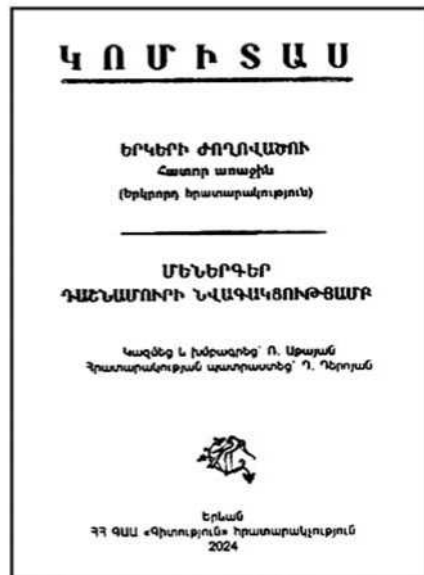 ԿՈՄԻՏԱՍ
ԵՐԿԵՐԻ ԺՈՂՈՎԱԾՈՒ
Հատոր առաջին
(Երկրորդ հրատարակություն)
ՄԵՆԵՐԳԵՐ
ԴԱՇՆԱՄՈՒՐԻ ՆՎԱԳԱԿՑՈՒԹՅԱՄԲ
Կազմեց և խմբագրեց՝ Ռ. Աթայան
Հրատարակության պատրաստեց՝ Դ. Դերոյան
Երևան
ՀՀ ԳԱԱ «Գիտություն» հրատարակչություն
2024